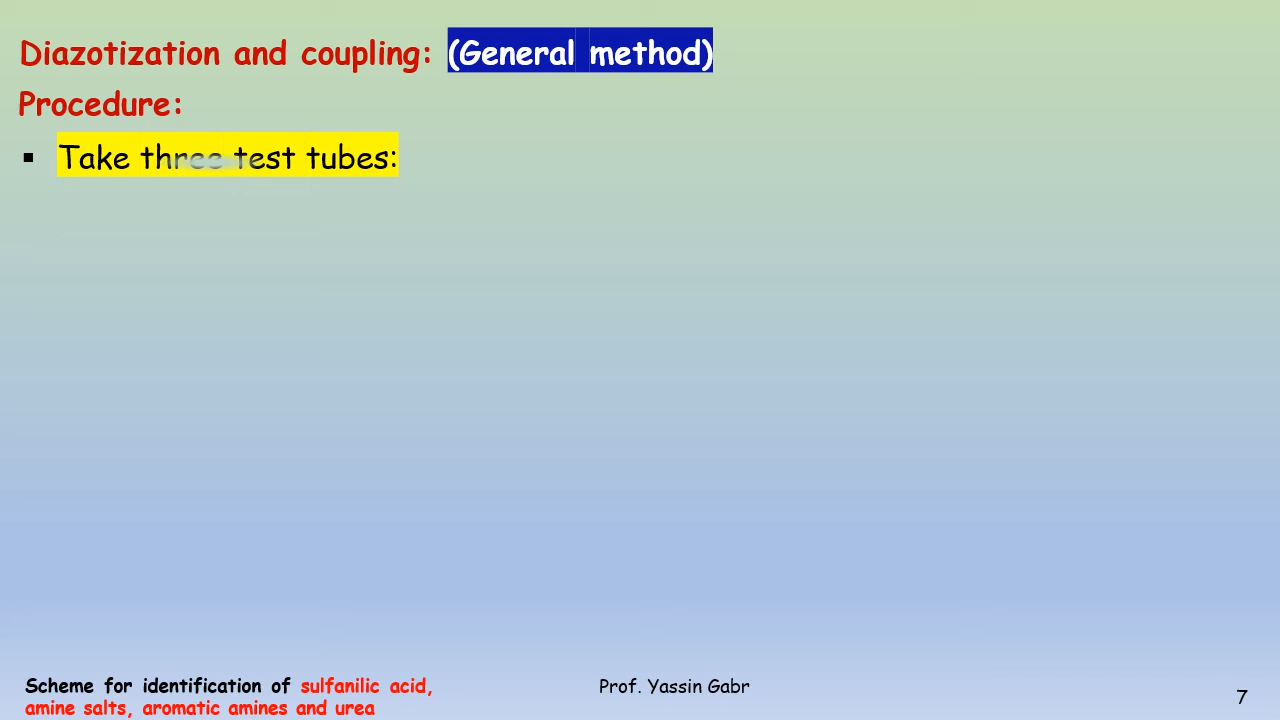 Diazotization and coupling: (General method)
Procedure:
▪ Take three test tubes:
Scheme for identification of sulfanilic acid,
amine salts, aromatic amines and urea
Prof. Yassin Gabr
7